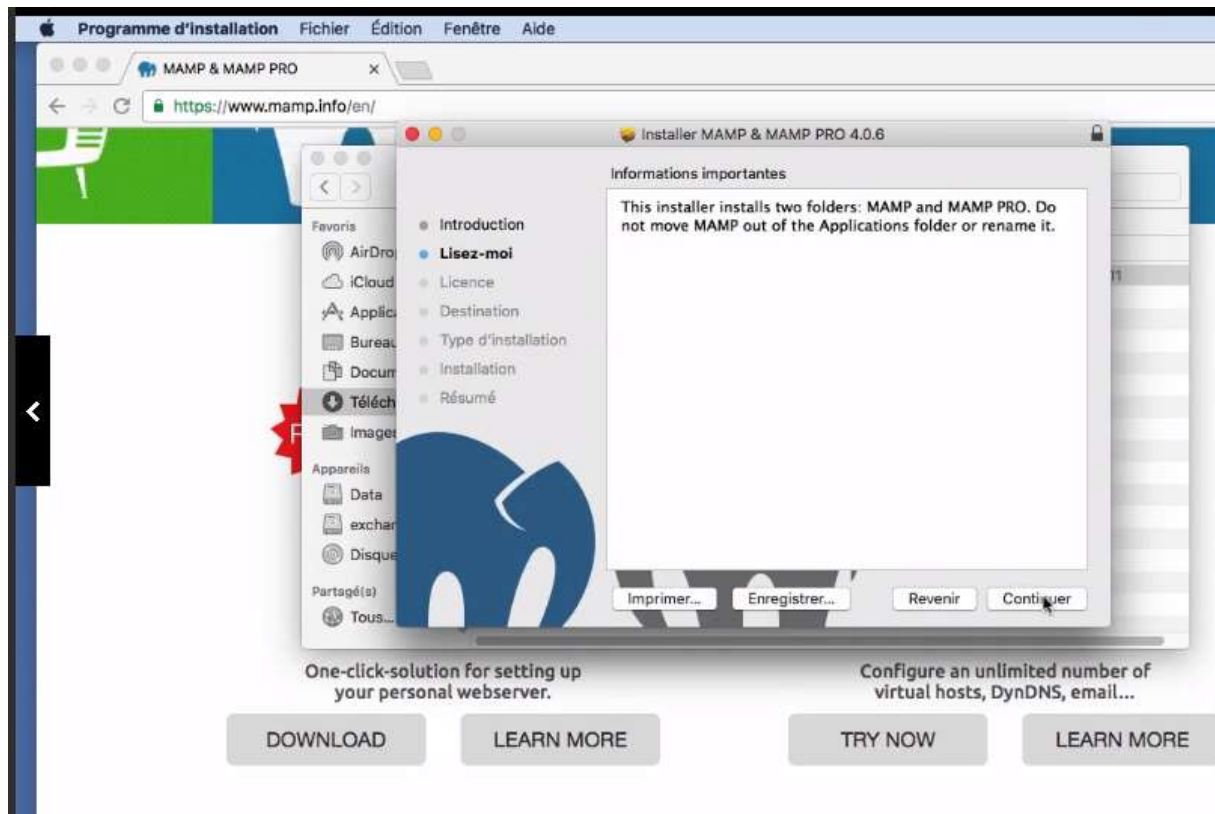 Programme d'installation Fichier Édition Fenêtre Aide
MAMP & MAMP PRO
https://www.mamp.info/en/
Installer MAMP & MAMP PRO 4.0.6
Informations importantes
This installer installs two folders: MAMP and MAMP PRO. Do
not move MAMP out of the Applications folder or rename it.
Introduction
Lisez-moi
Licence
Destination
Type d'installation
Installation
Résumé
Favoris
AirDro
iCloud
Applic
Bureau
Docum
Téléch
Images
Appareils
Data
exchan
Disque
Partagé(s)
Tous...
11
Imprimer... Enregistrer... Revenir Continuer
One-click-solution for setting up
your personal webserver.
Configure an unlimited number of
virtual hosts, DynDNS, email...
DOWNLOAD LEARN MORE TRY NOW LEARN MORE